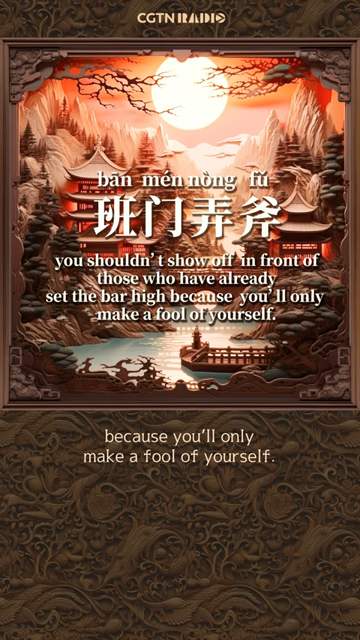 CGTN RADIO
bān mén nòng fǔ
班门弄斧
you shouldn't show off in front of
those who have already
set the bar high because you'll only
make a fool of yourself.
because you'll only
make a fool of yourself.